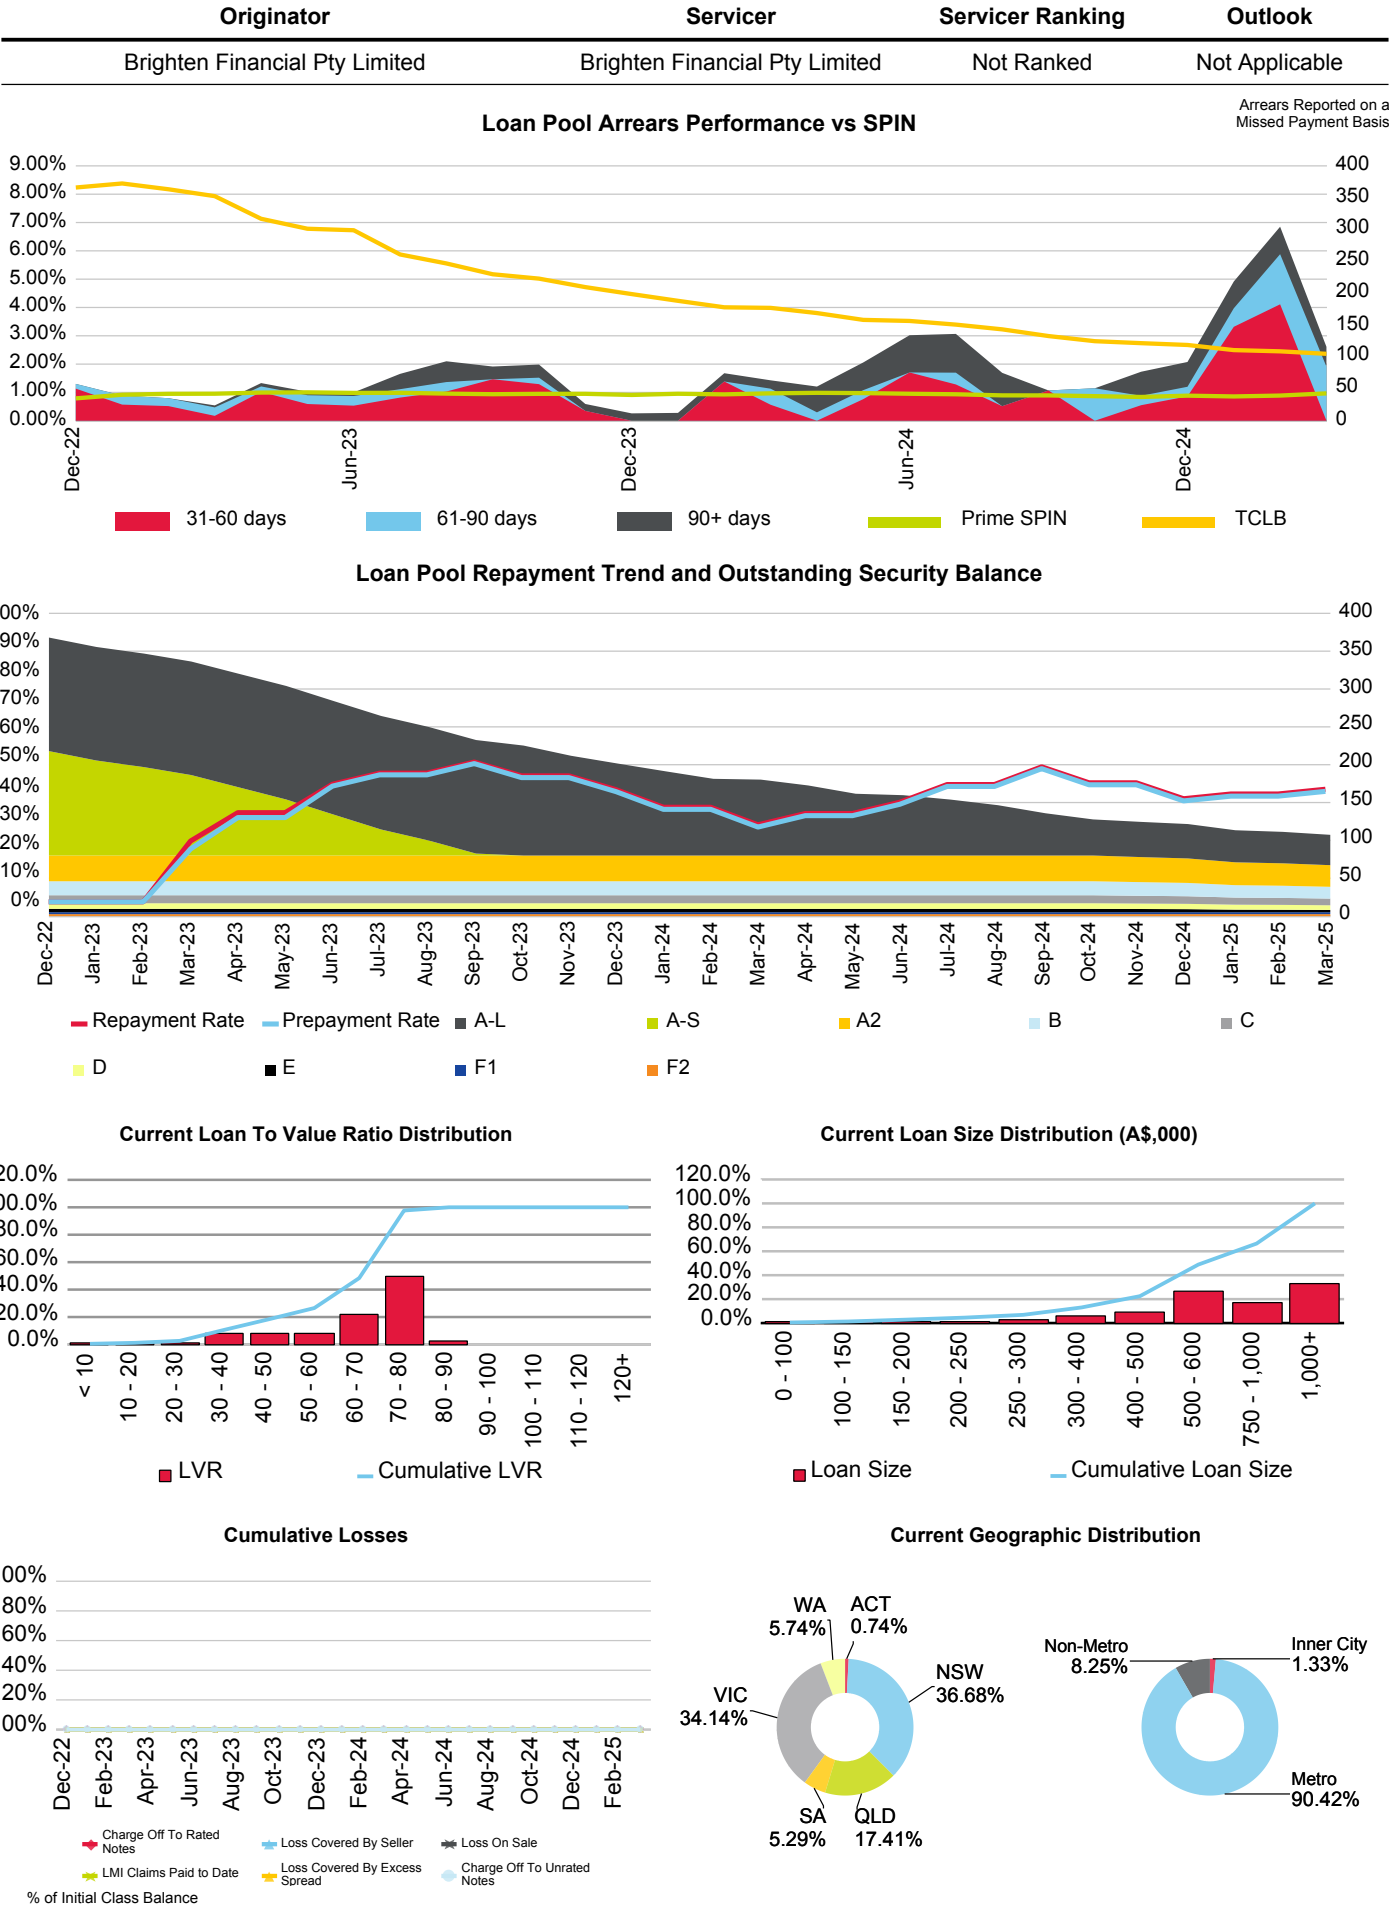 Originator Servicer Servicer Ranking Outlook
Brighten Financial Pty Limited Brighten Financial Pty Limited Not Ranked Not Applicable
Arrears Reported on a
Missed Payment Basis
Loan Pool Arrears Performance vs SPIN
9.00% 400
8.00% 350
7.00% 300
6.00% 250
5.00%
4.00% 200
3.00% 150
2.00% 100
1.00% 50
0.00% 0
Dec-22 Jun-23 Dec-23 Jun-24 Dec-24
31-60 days 61-90 days 90+ days Prime SPIN TCLB
Loan Pool Repayment Trend and Outstanding Security Balance
00% 400
90% 350
80% 300
70%
60% 250
50% 200
40% 150
30% 100
20%
10% 50
0% 0
Dec-22 Jan-23 Feb-23 Mar-23 Apr-23 May-23 Jun-23 Jul-23 Aug-23 Sep-23 Oct-23 Nov-23 Dec-23 Jan-24 Feb-24 Mar-24 Apr-24 May-24 Jun-24 Jul-24 Aug-24 Sep-24 Oct-24 Nov-24 Dec-24 Jan-25 Feb-25 Mar-25
Repayment Rate Prepayment Rate A-L A-S A2 B C
D E F1 F2
Current Loan To Value Ratio Distribution
20.0%
00.0%
80.0%
60.0%
40.0%
20.0%
0.0%
< 10 10 - 20 20 - 30 30 - 40 40 - 50 50 - 60 60 - 70 70 - 80 80 - 90 90 - 100 100 - 110 110 - 120 120+
LVR Cumulative LVR
Current Loan Size Distribution (A$,000)
120.0%
100.0%
80.0%
60.0%
40.0%
20.0%
0.0%
0 - 100 100 - 150 150 - 200 200 - 250 250 - 300 300 - 400 400 - 500 500 - 600 750 - 1,000 1,000+
Loan Size Cumulative Loan Size
Cumulative Losses
00%
80%
60%
40%
20%
00%
Dec-22 Feb-23 Apr-23 Jun-23 Aug-23 Oct-23 Dec-23 Feb-24 Apr-24 Jun-24 Aug-24 Oct-24 Dec-24 Feb-25
Charge Off To Rated
Notes
Loss Covered By Seller
Loss On Sale
LMI Claims Paid to Date
Loss Covered By Excess
Spread
Charge Off To Unrated
Notes
% of Initial Class Balance
Current Geographic Distribution
WA
5.74%
ACT
0.74%
NSW
36.68%
VIC
34.14%
SA
5.29%
QLD
17.41%
Non-Metro
8.25%
Inner City
1.33%
Metro
90.42%